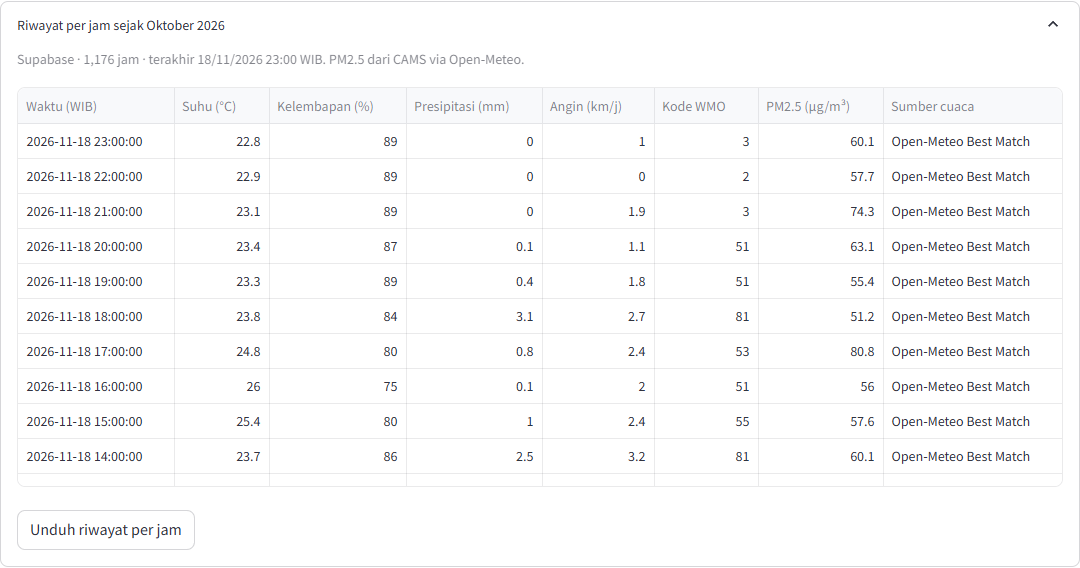 Riwayat per jam sejak Oktober 2026
Supabase · 1,176 jam · terakhir 18/11/2026 23:00 WIB. PM2.5 dari CAMS via Open-Meteo.
Waktu (WIB) Suhu (°C) Kelembapan (%) Presipitasi (mm) Angin (km/j) Kode WMO PM2.5 (µg/m³) Sumber cuaca
2026-11-18 23:00:00 22.8 89 0 1 3 60.1 Open-Meteo Best Match
2026-11-18 22:00:00 22.9 89 0 0 2 57.7 Open-Meteo Best Match
2026-11-18 21:00:00 23.1 89 0 1.9 3 74.3 Open-Meteo Best Match
2026-11-18 20:00:00 23.4 87 0.1 1.1 51 63.1 Open-Meteo Best Match
2026-11-18 19:00:00 23.3 89 0.4 1.8 51 55.4 Open-Meteo Best Match
2026-11-18 18:00:00 23.8 84 3.1 2.7 81 51.2 Open-Meteo Best Match
2026-11-18 17:00:00 24.8 80 0.8 2.4 53 80.8 Open-Meteo Best Match
2026-11-18 16:00:00 26 75 0.1 2 51 56 Open-Meteo Best Match
2026-11-18 15:00:00 25.4 80 1 2.4 55 57.6 Open-Meteo Best Match
2026-11-18 14:00:00 23.7 86 2.5 3.2 81 60.1 Open-Meteo Best Match
Unduh riwayat per jam